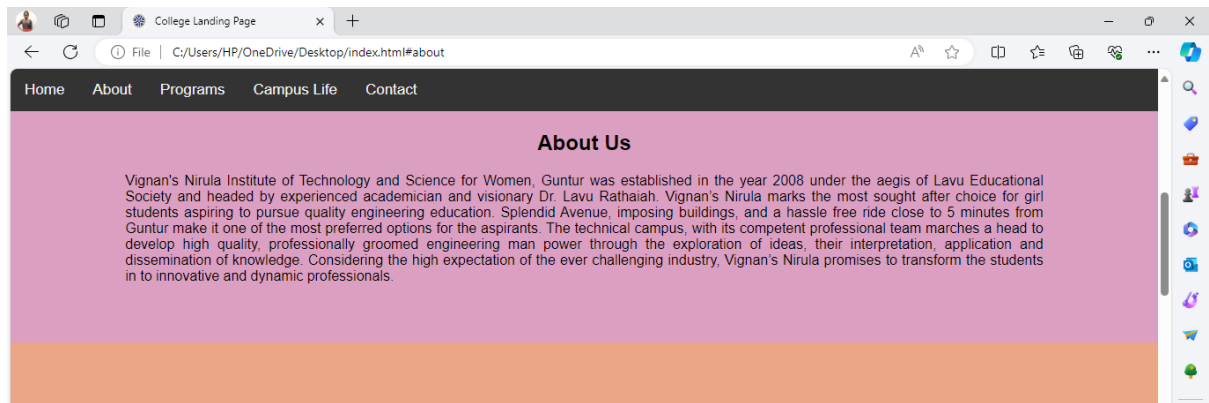 College Landing Page
File | C:/Users/HP/OneDrive/Desktop/index.html#about
Home About Programs Campus Life Contact
About Us
Vignan's Nirula Institute of Technology and Science for Women, Guntur was established in the year 2008 under the aegis of Lavu Educational
Society and headed by experienced academician and visionary Dr. Lavu Rathaiah. Vignan's Nirula marks the most sought after choice for girl
students aspiring to pursue quality engineering education. Splendid Avenue, imposing buildings, and a hassle free ride close to 5 minutes from
Guntur make it one of the most preferred options for the aspirants. The technical campus, with its competent professional team marches a head to
develop high quality, professionally groomed engineering man power through the exploration of ideas, their interpretation, application and
dissemination of knowledge. Considering the high expectation of the ever challenging industry, Vignan's Nirula promises to transform the students
in to innovative and dynamic professionals.